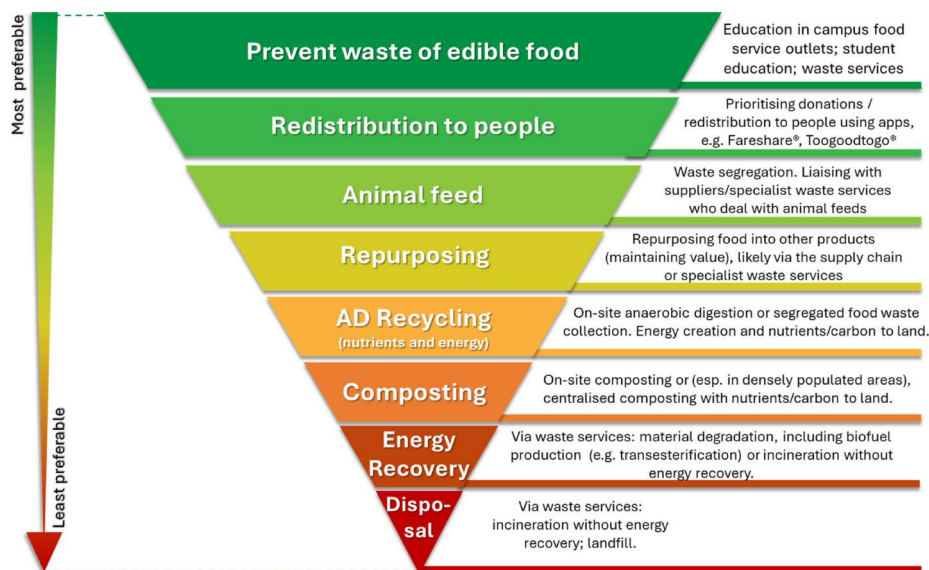 Most preferable
Prevent waste of edible food
Education in campus food
service outlets; student
education; waste services
Redistribution to people
Prioritising donations /
redistribution to people using apps,
e.g. Fareshare®, Toogoodtogo®
Animal feed
Waste segregation. Liaising with
suppliers/specialist waste services
who deal with animal feeds
Repurposing
Repurposing food into other products
(maintaining value), likely via the supply chain
or specialist waste services
AD Recycling
(nutrients and energy)
On-site anaerobic digestion or segregated food waste
collection. Energy creation and nutrients/carbon to land.
Composting
On-site composting or (esp. in densely populated areas),
centralised composting with nutrients/carbon to land.
Energy
Recovery
Via waste services: material degradation, including biofuel
production (e.g. transesterification) or incineration without
energy recovery.
Least preferable
Dispo-
sal
Via waste services:
incineration without energy
recovery; landfill.